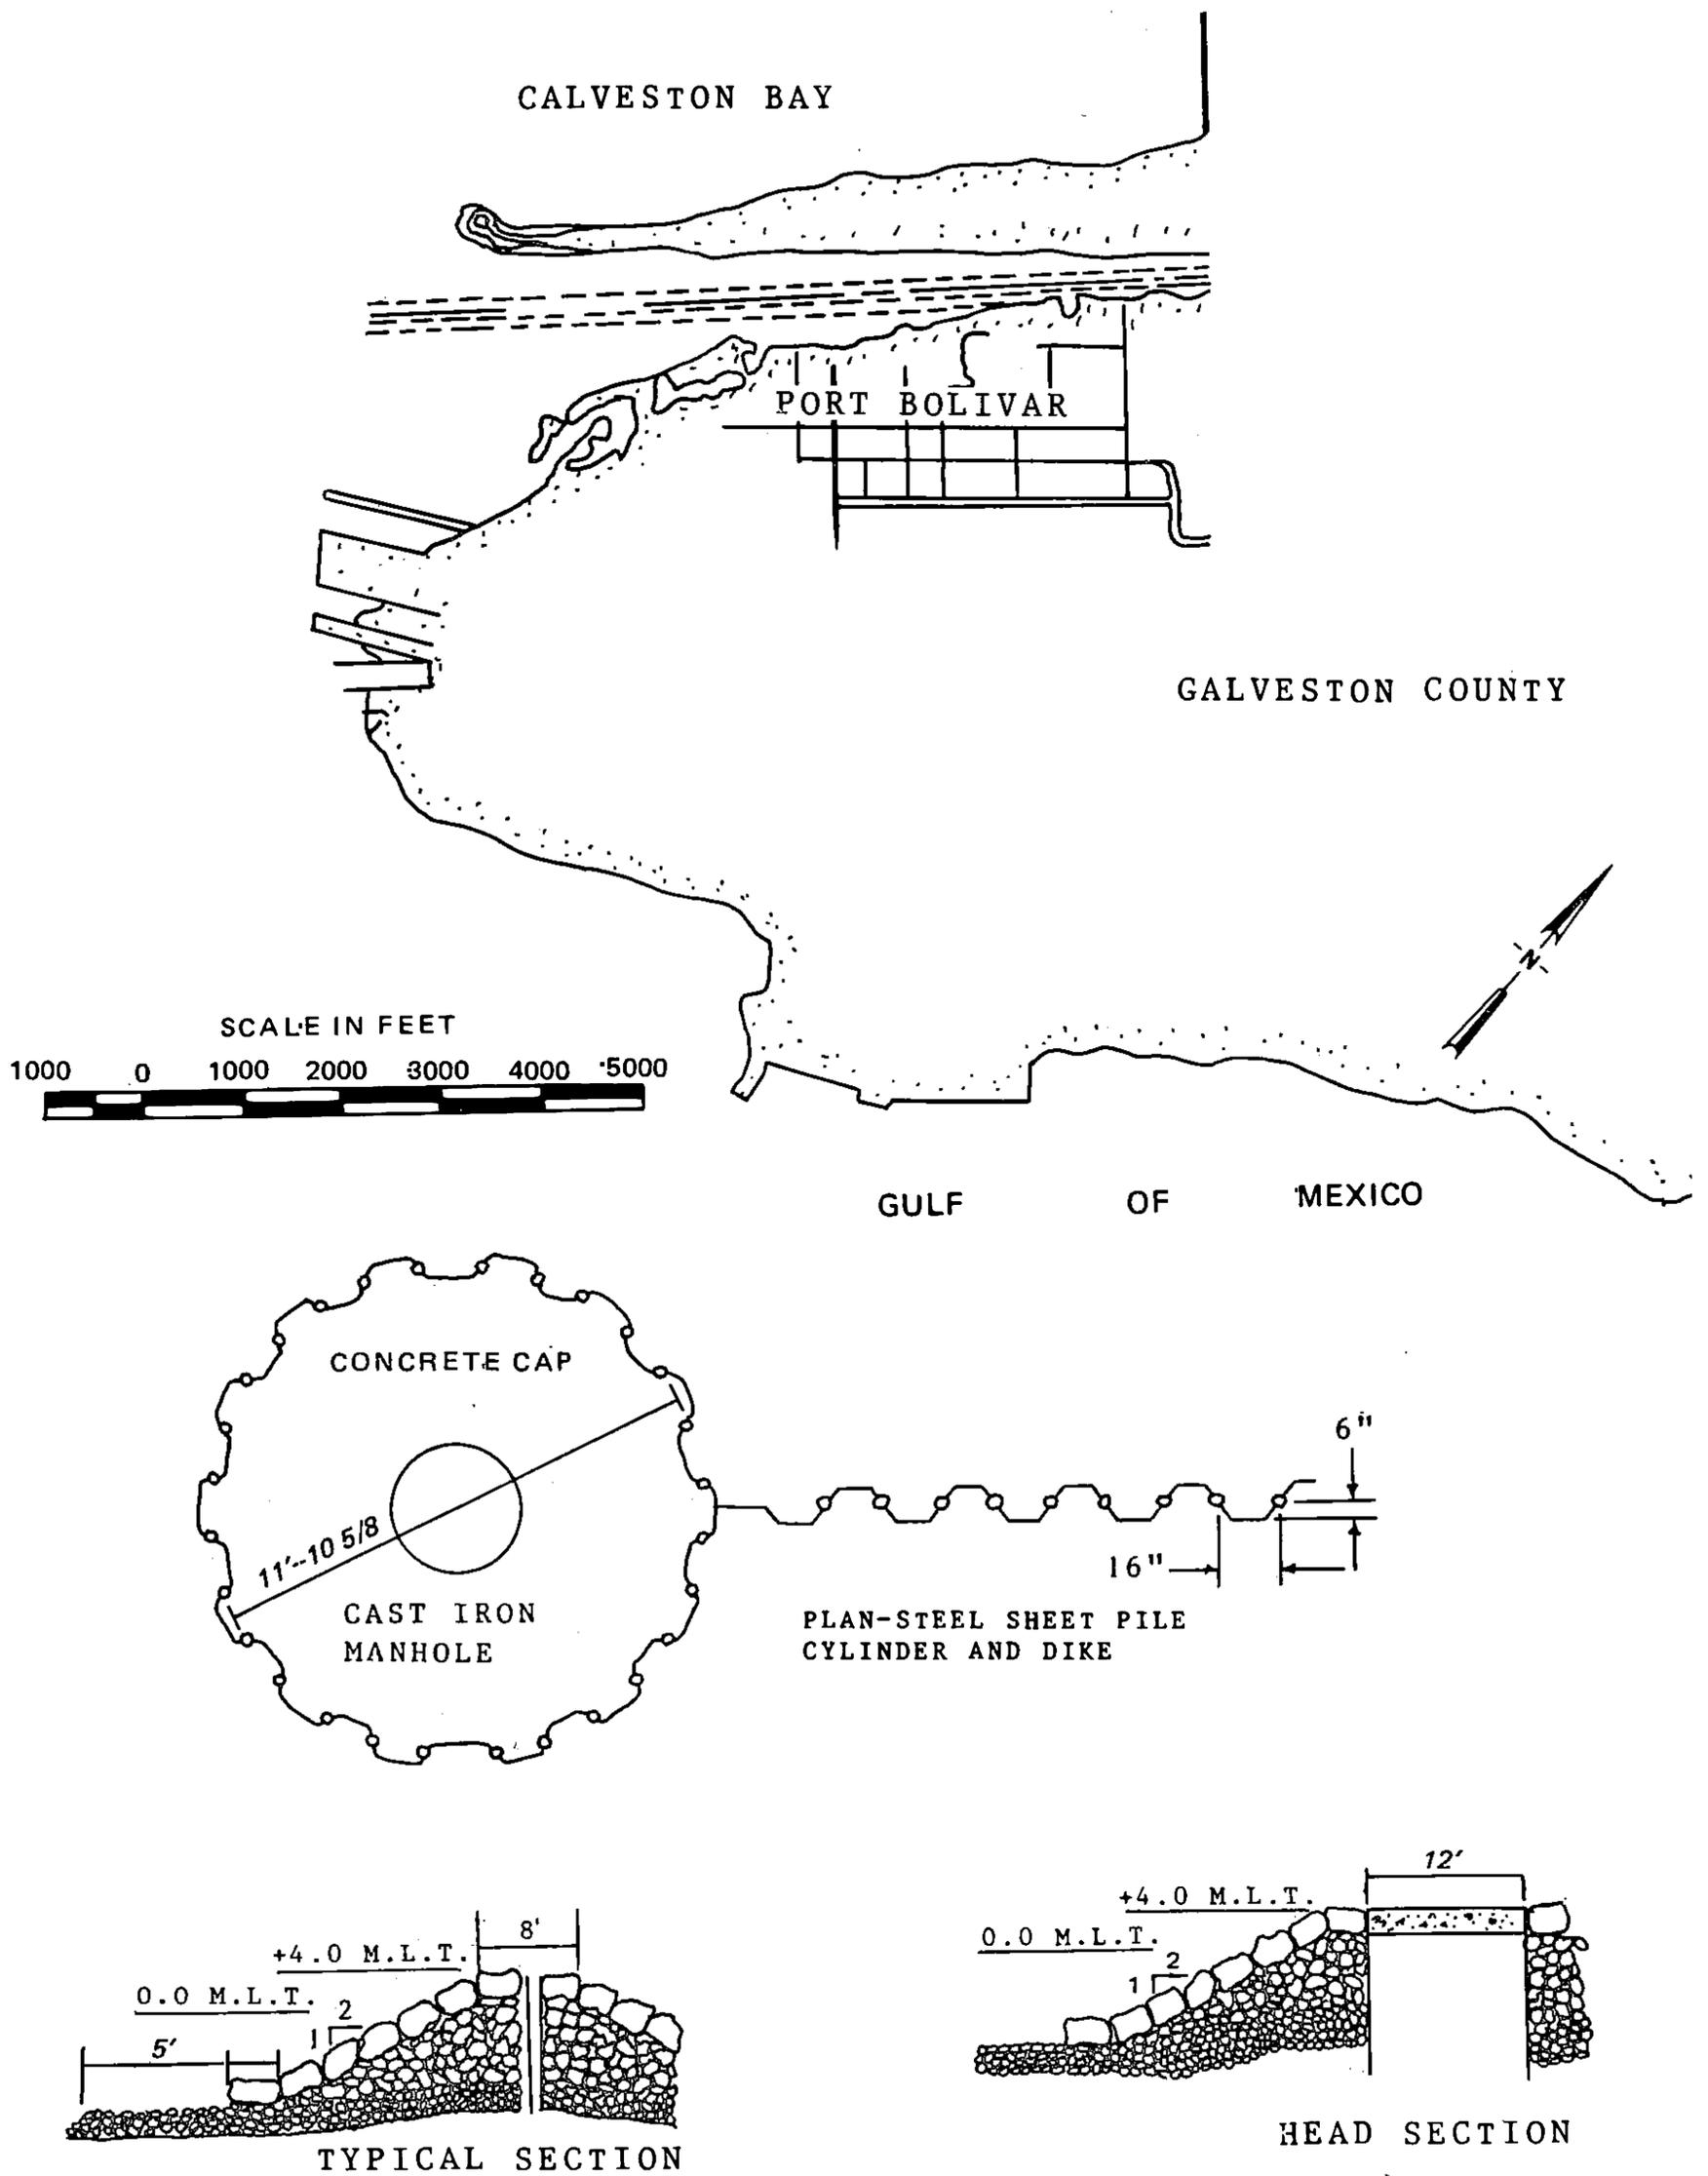 CALVESTON BAY
PORT BOLIVAR
GALVESTON COUNTY
N
SCALE IN FEET
1000 0 1000 2000 3000 4000 5000
GULF OF MEXICO
CONCRETE CAP
11'--10 5/8
CAST IRON
MANHOLE
6"
16"
PLAN-STEEL SHEET PILE
CYLINDER AND DIKE
8'
+4.0 M.L.T.
0.0 M.L.T.
2
1
5'
TYPICAL SECTION
12'
+4.0 M.L.T.
0.0 M.L.T.
2
1
HEAD SECTION